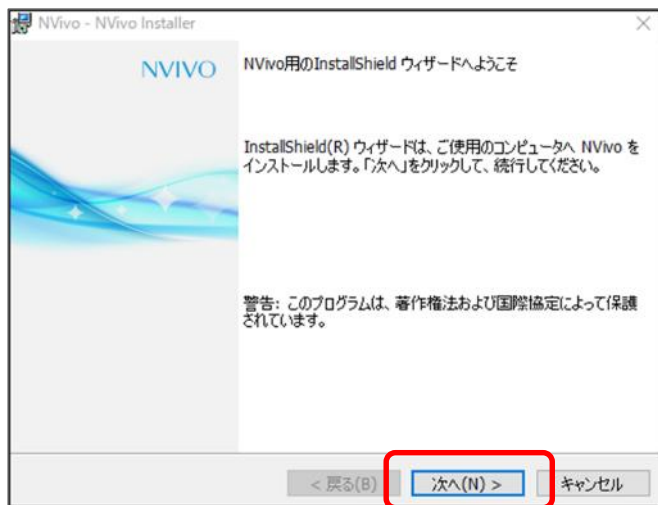 NVivo - NVivo Installer
NVIVO
NVivo用のInstallShield ウィザードへようこそ
InstallShield(R) ウィザードは、ご使用のコンピュータへ NVivo を
インストールします。「次へ」をクリックして、続行してください。
警告: このプログラムは、著作権法および国際協定によって保護
されています。
< 戻る(B)
次へ(N) >
キャンセル